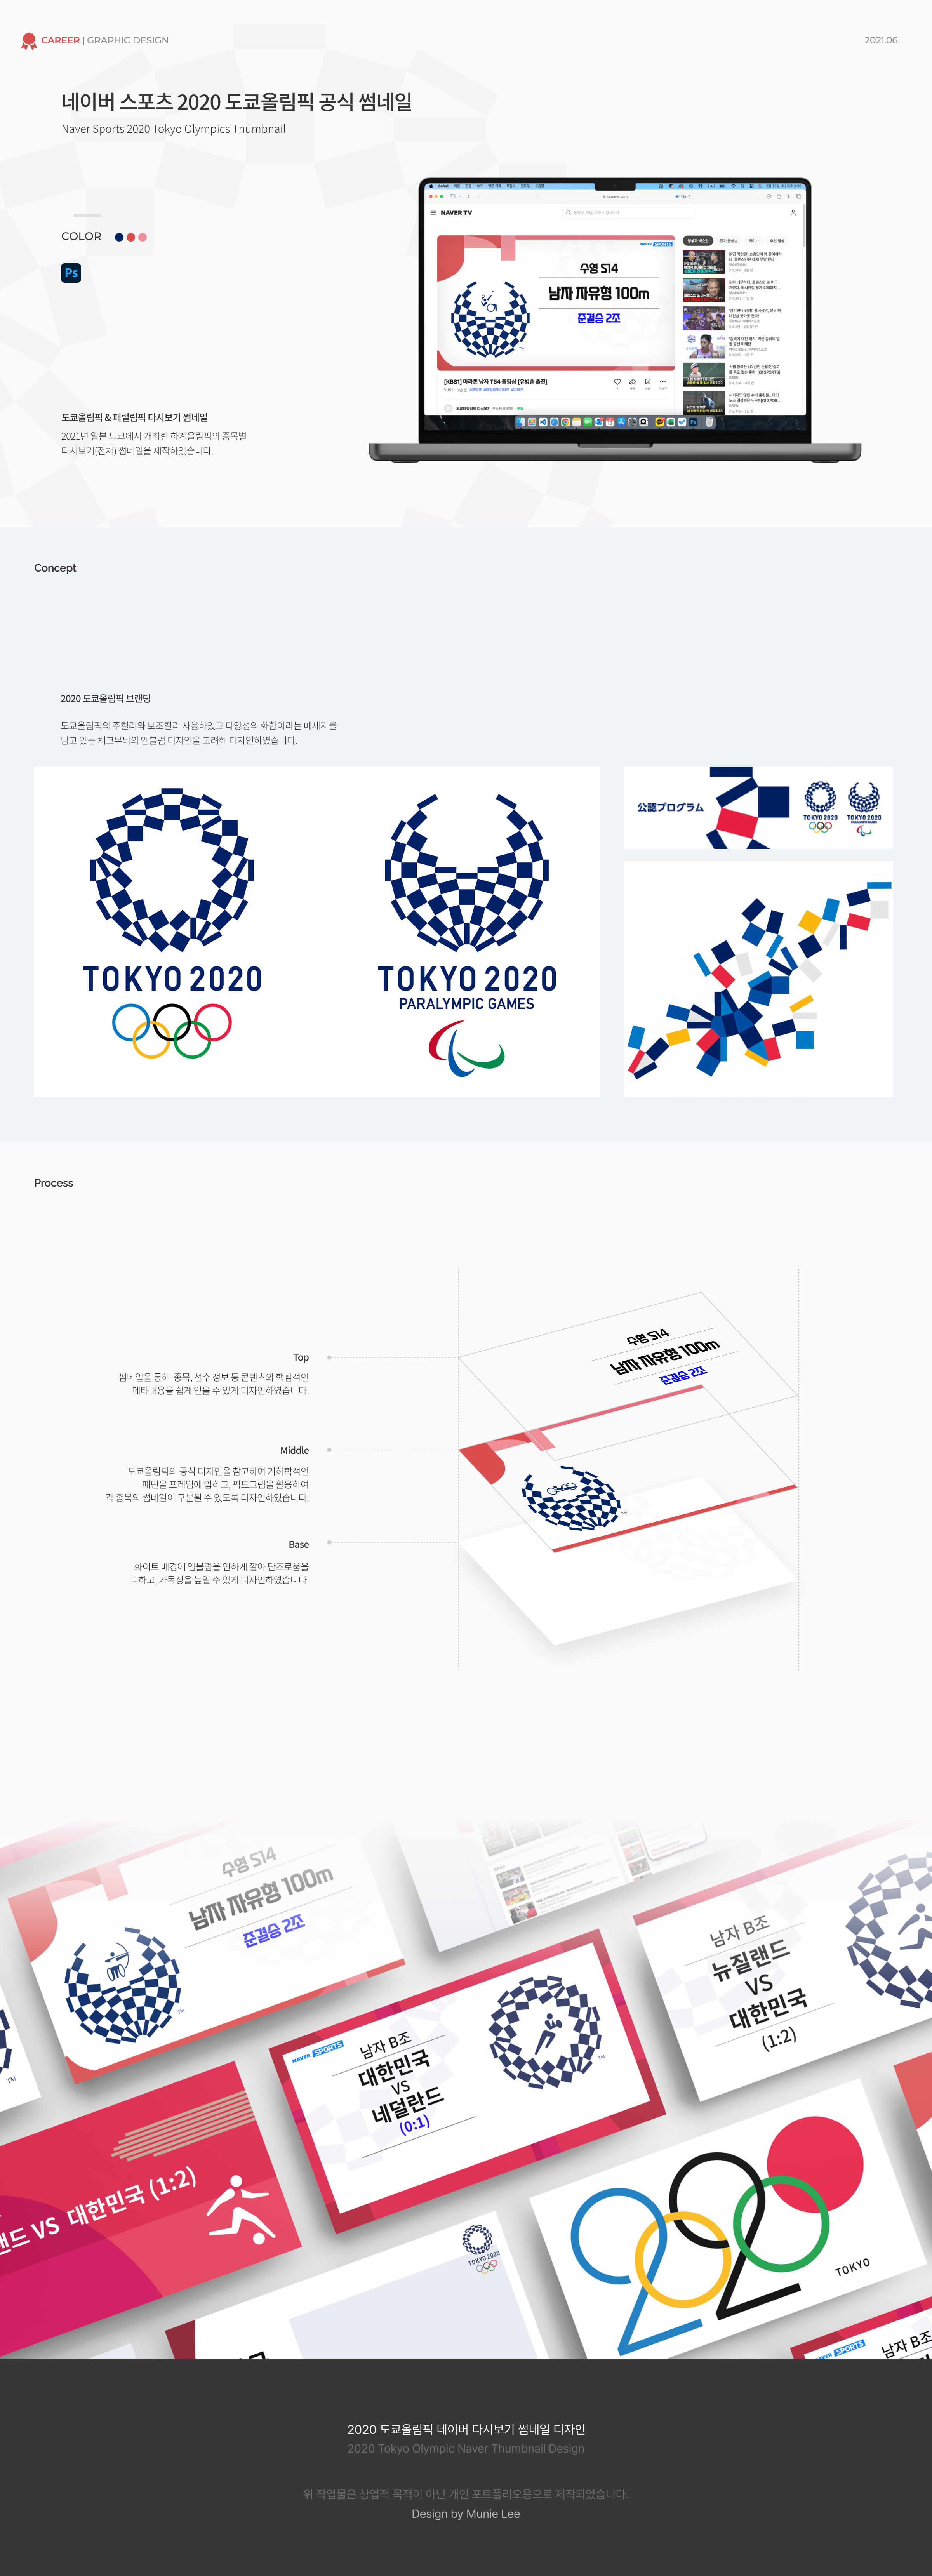 CAREER | GRAPHIC DESIGN
2021.06
네이버 스포츠 2020 도쿄올림픽 공식 썸네일
Naver Sports 2020 Tokyo Olympics Thumbnail
COLOR
Ps
NAVER TV
NAVER SPORTS
수영 S14
남자 자유형 100m
준결승 2조
[KBS1] 마라톤 남자 T54 풀영상 [유병훈 출전]
도쿄올림픽 & 패럴림픽 다시보기 썸네일
2021년 일본 도쿄에서 개최한 하계올림픽의 종목별
다시보기(전체) 썸네일을 제작하였습니다.
Concept
2020 도쿄올림픽 브랜딩
도쿄올림픽의 주컬러와 보조컬러 사용하였고 다양성의 화합이라는 메세지를
담고 있는 체크무늬의 엠블럼 디자인을 고려해 디자인하였습니다.
TOKYO 2020
TOKYO 2020
PARALYMPIC GAMES
公認プログラム
TOKYO 2020
TOKYO 2020
PARALYMPIC GAMES
Process
Top
썸네일을 통해 종목, 선수 정보 등 콘텐츠의 핵심적인
메타내용을 쉽게 얻을 수 있게 디자인하였습니다.
Middle
도쿄올림픽의 공식 디자인을 참고하여 기하학적인
패턴을 프레임에 입히고, 픽토그램을 활용하여
각 종목의 썸네일이 구분될 수 있도록 디자인하였습니다.
Base
화이트 배경에 엠블럼을 연하게 깔아 단조로움을
피하고, 가독성을 높일 수 있게 디자인하였습니다.
수영 S14
남자 자유형 100m
준결승 2조
수영 S14
남자 자유형 100m
준결승 2조
TM
남자 B조
뉴질랜드
VS
대한민국
(1:2)
NAVER SPORTS
남자 B조
대한민국
VS
네덜란드
(0:1)
TM
TM
랜드 VS 대한민국 (1:2)
TOKYO 2020
TOKYO
NAVER SPORTS
남자 B조
2020 도쿄올림픽 네이버 다시보기 썸네일 디자인
2020 Tokyo Olympic Naver Thumbnail Design
위 작업물은 상업적 목적이 아닌 개인 포트폴리오용으로 제작되었습니다.
Design by Munie Lee